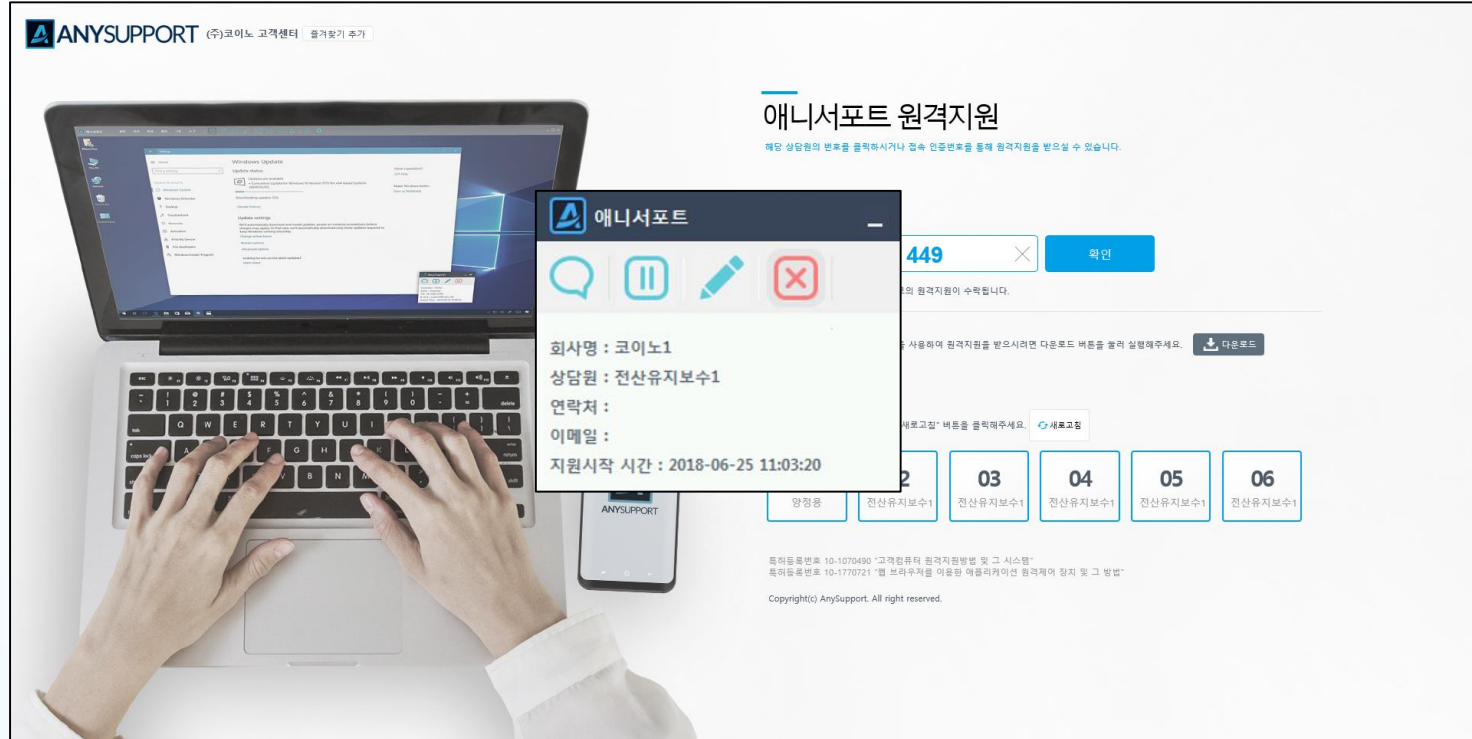 ANYSUPPORT (주)코이노 고객센터 즐겨찾기 추가
애니서포트 원격지원
해당 상담원의 번호를 클릭하시거나 접속 인증번호를 통해 원격지원을 받으실 수 있습니다.
449 확인
의 원격지원이 수락됩니다.
사용하여 원격지원을 받으시려면 다운로드 버튼을 눌러 실행해주세요. 다운로드
새로고침" 버튼을 클릭해주세요. 새로고침
양정용
2
전산유지보수1
03
전산유지보수1
04
전산유지보수1
05
전산유지보수1
06
전산유지보수1
특허등록번호 10-1070490 "고객컴퓨터 원격지원방법 및 그 시스템"
특허등록번호 10-1770721 "웹 브라우저를 이용한 애플리케이션 원격제어 장치 및 그 방법"
Copyright(c) AnySupport. All right reserved.
애니서포트
회사명 : 코이노1
상담원 : 전산유지보수1
연락처 :
이메일 :
지원시작 시간 : 2018-06-25 11:03:20
Windows Update
Update status
Update settings
ANYSUPPORT